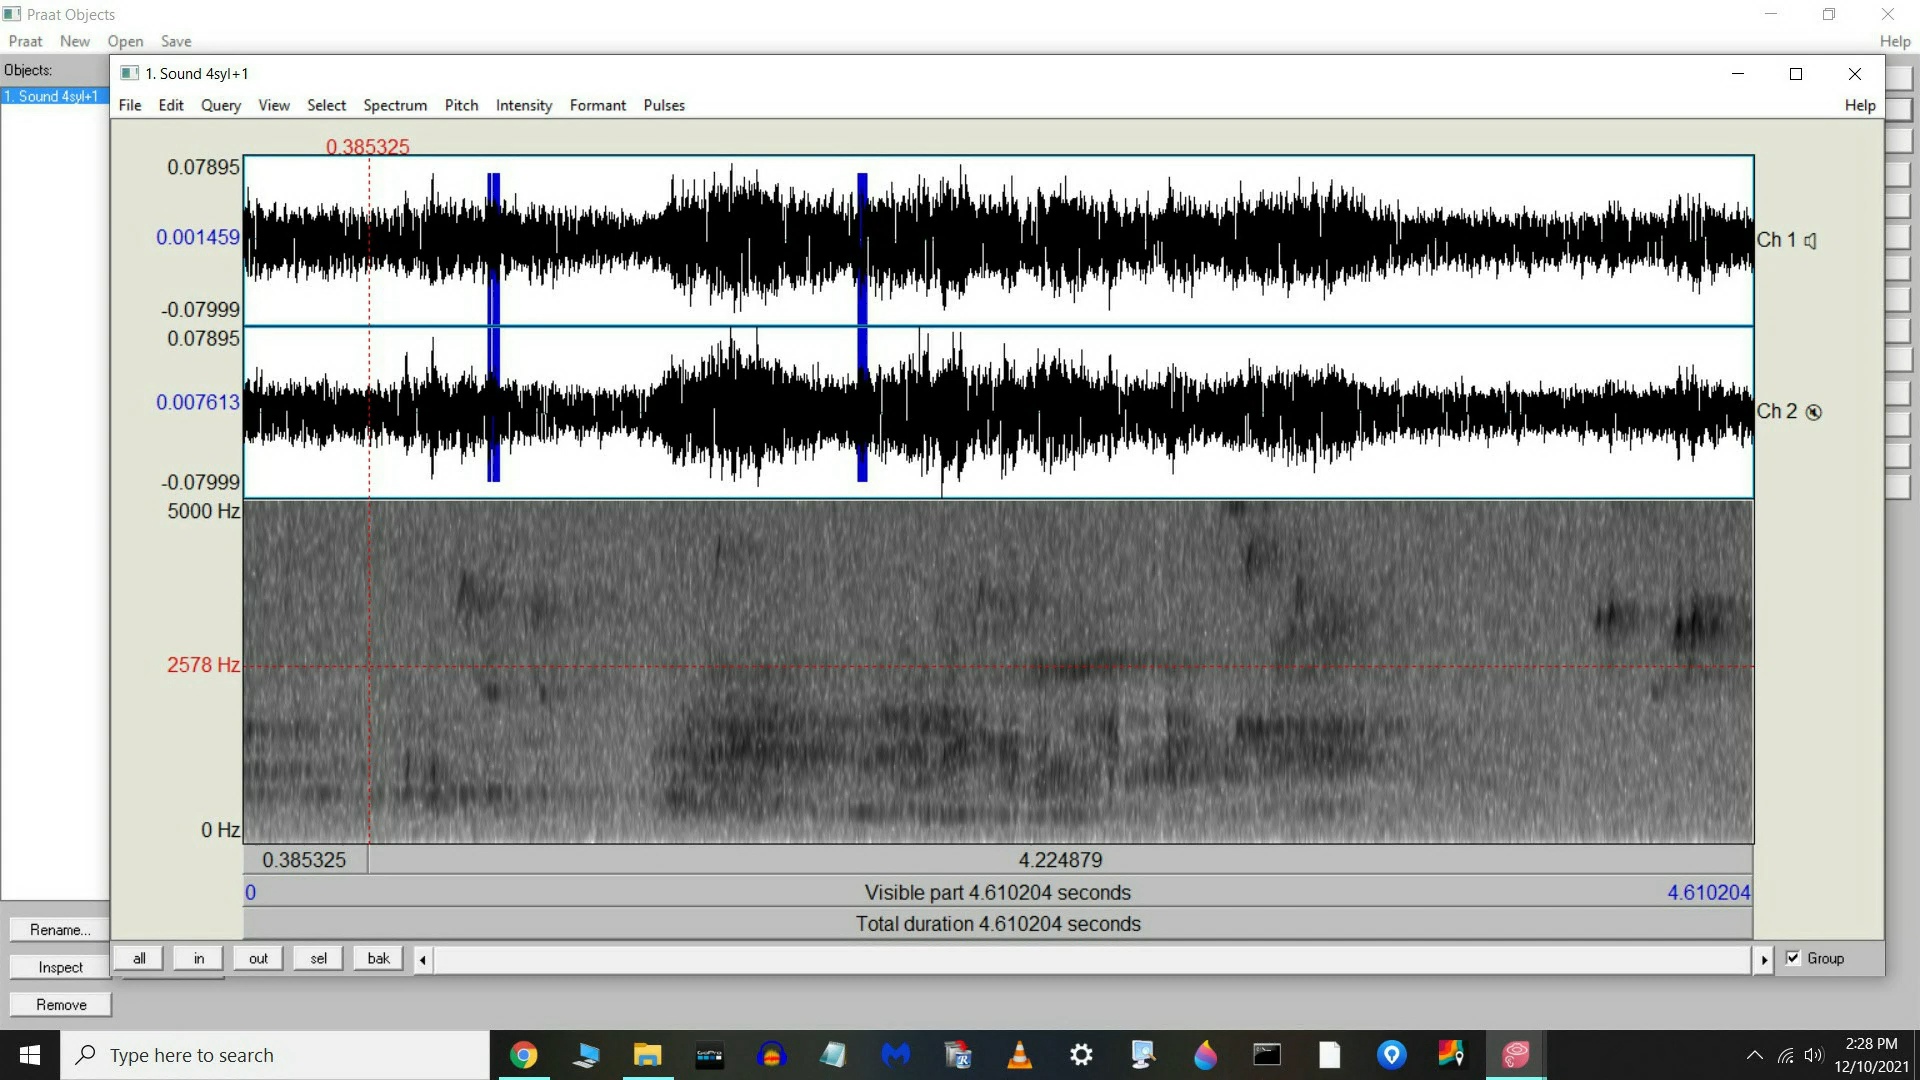 Praat Objects
Praat New Open Save Help
Objects:
1. Sound 4syl+1
1. Sound 4syl+1
File Edit Query View Select Spectrum Pitch Intensity Formant Pulses Help
0.385325
0.07895
0.001459
Ch 1
-0.07999
0.07895
0.007613
Ch 2
-0.07999
5000 Hz
2578 Hz
0 Hz
0.385325 4.224879
0 Visible part 4.610204 seconds 4.610204
Total duration 4.610204 seconds
Rename...
all in out sel bak Group
Inspect
Remove
Type here to search
GoPro
R
2:28 PM
12/10/2021